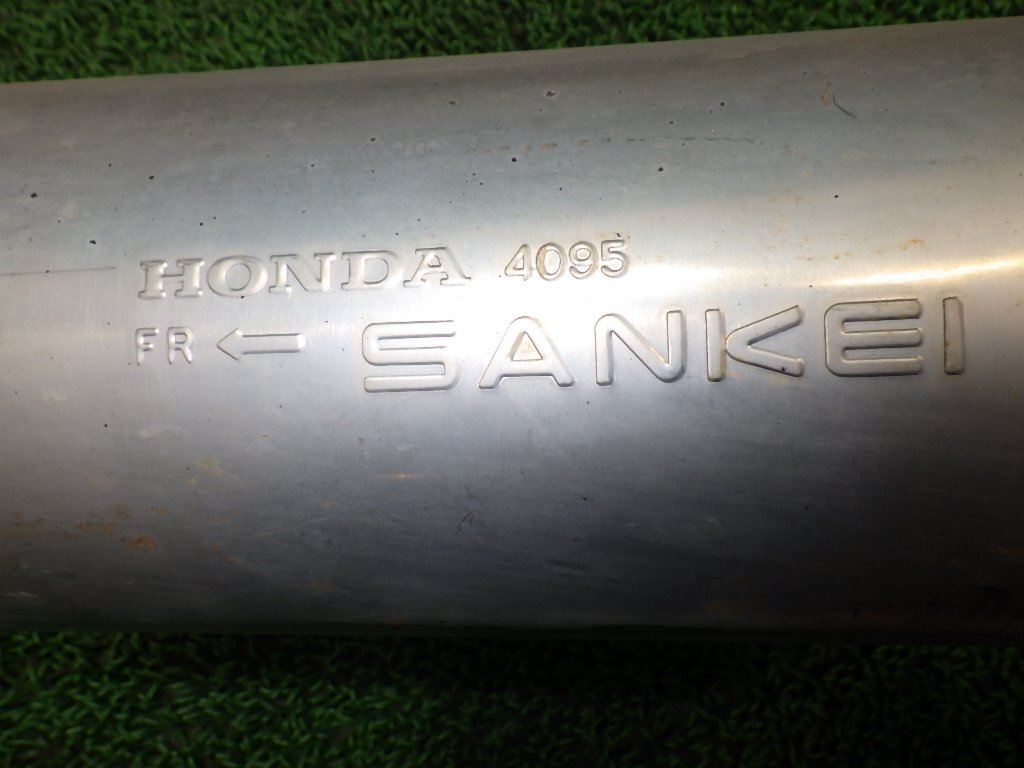 HONDA 4095
FR ← SANKEI